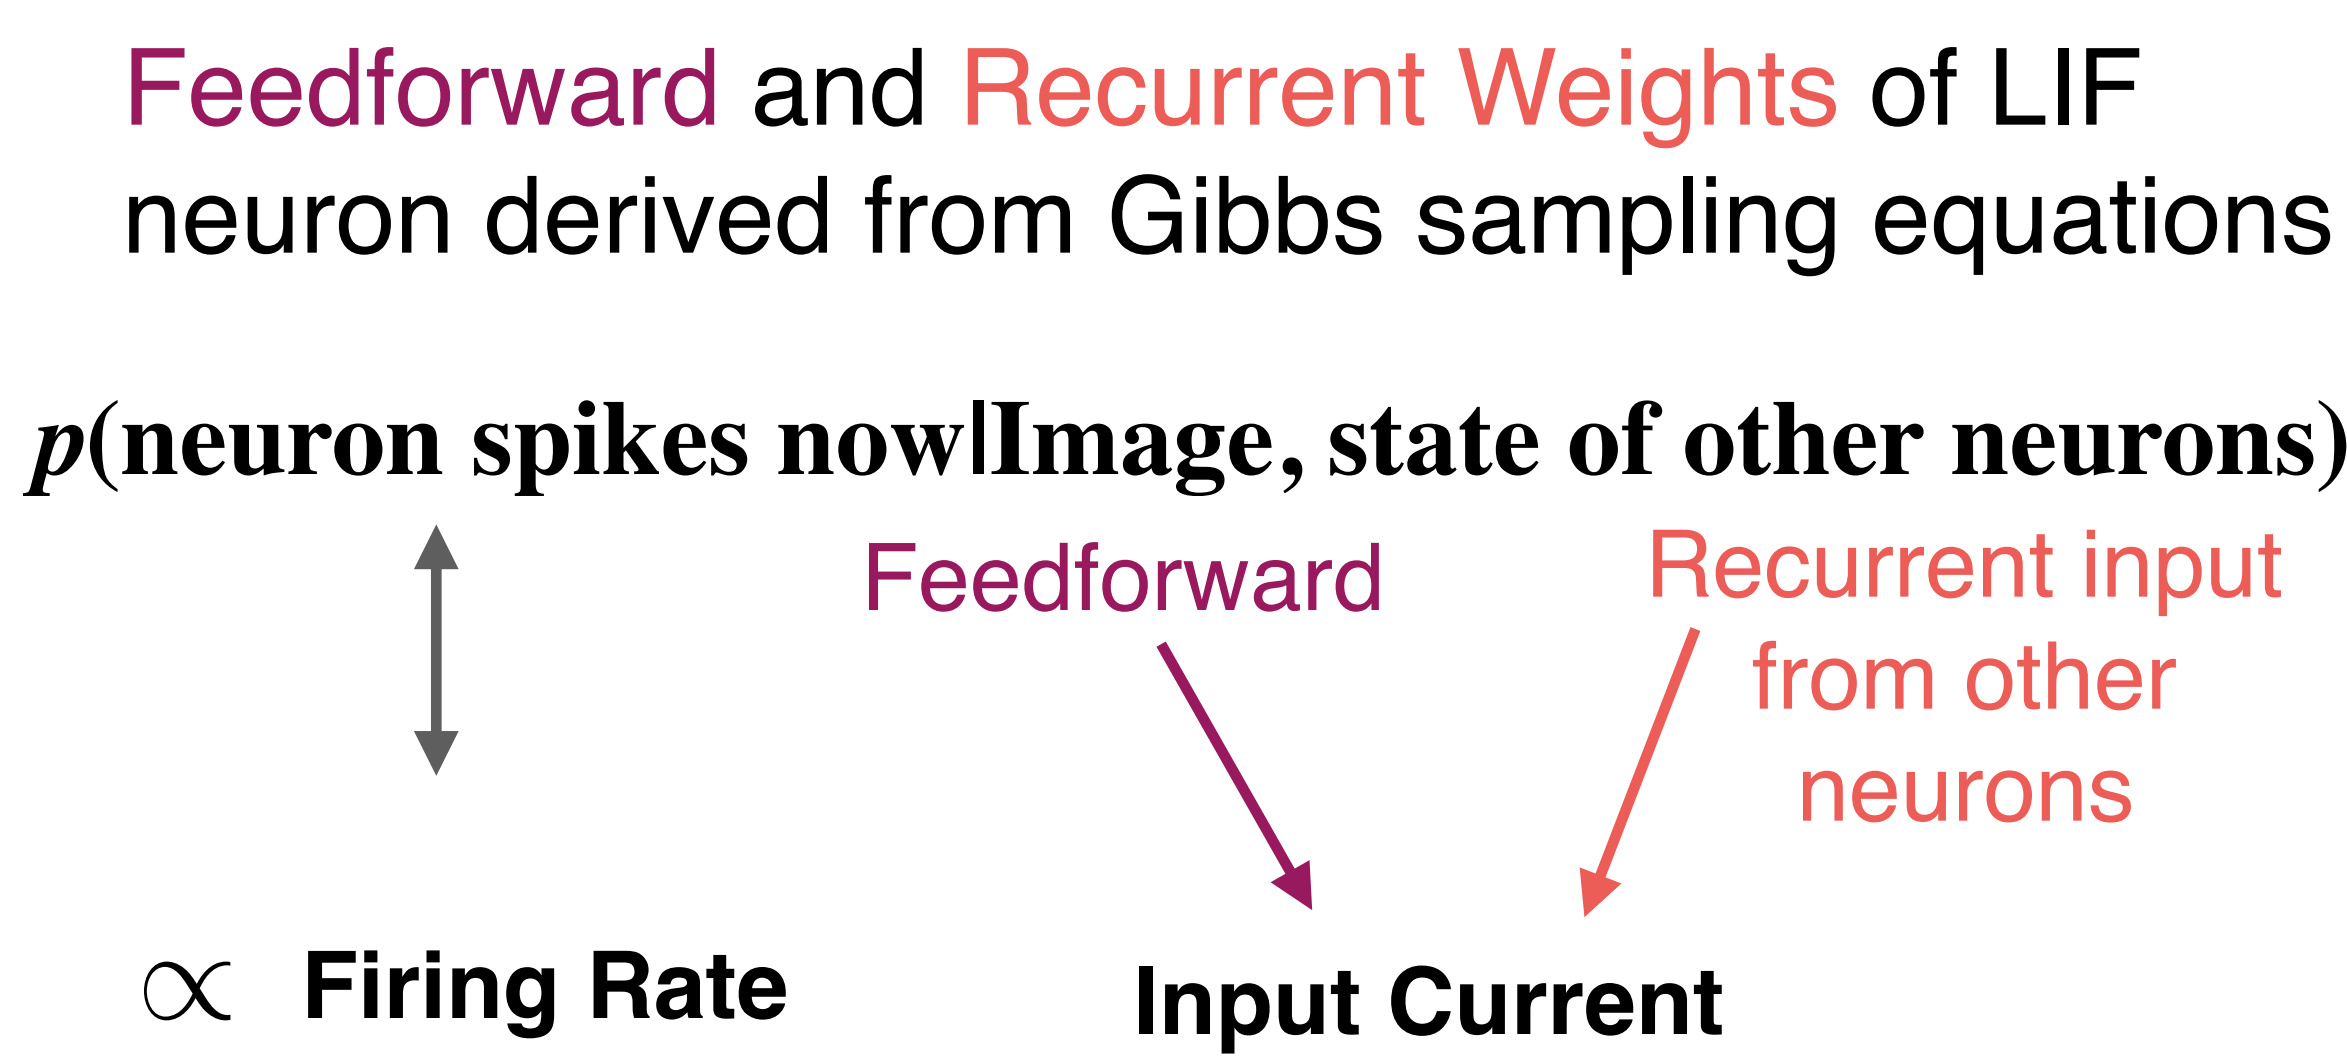 Feedforward and Recurrent Weights of LIF
neuron derived from Gibbs sampling equations
p(neuron spikes now|Image, state of other neurons)
Feedforward
Recurrent input
from other
neurons
∝ Firing Rate
Input Current